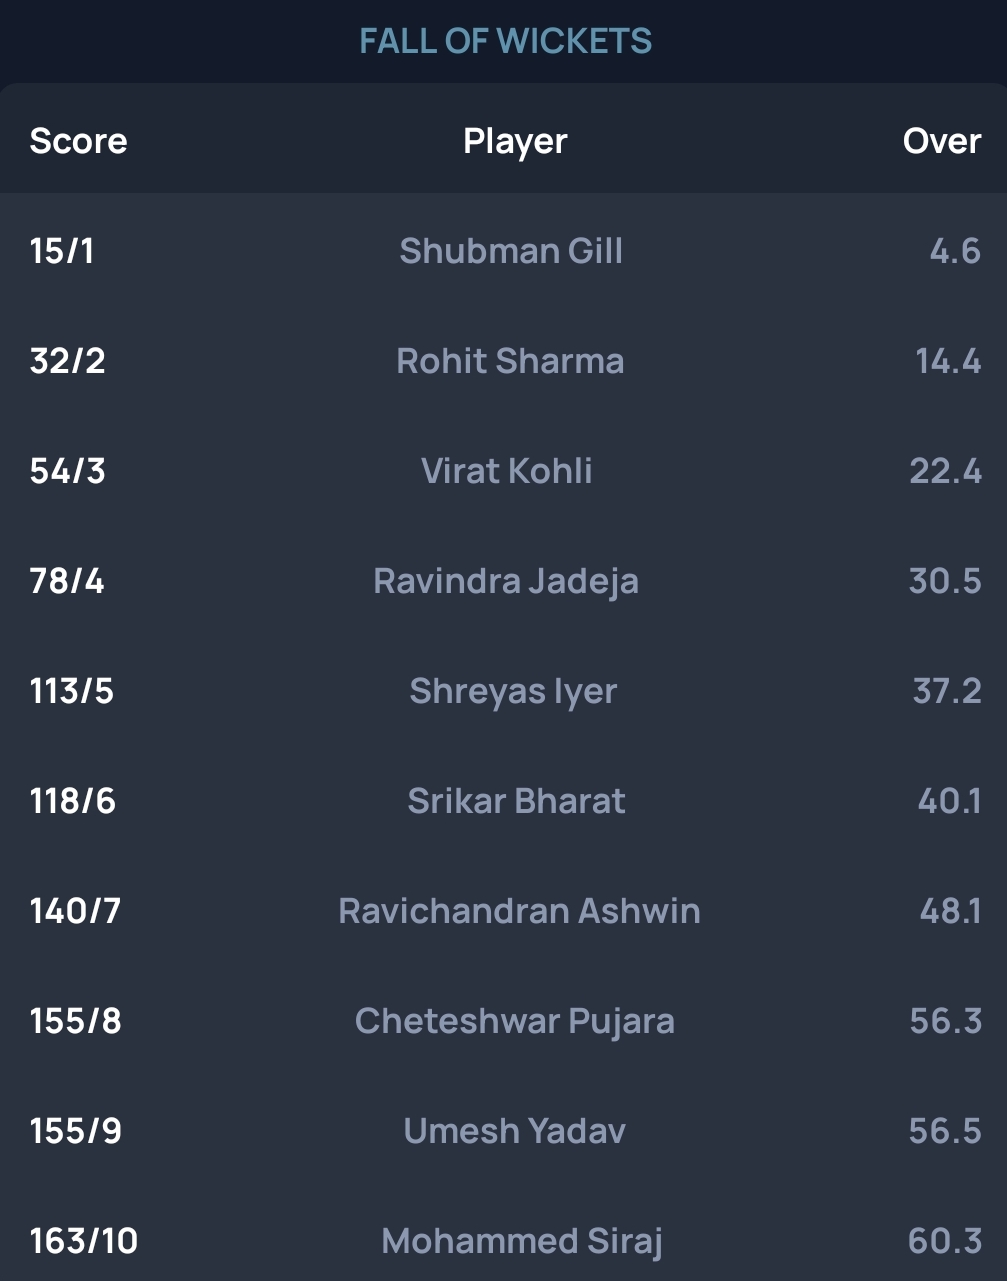 FALL OF WICKETS
Score Player Over
15/1 Shubman Gill 4.6
32/2 Rohit Sharma 14.4
54/3 Virat Kohli 22.4
78/4 Ravindra Jadeja 30.5
113/5 Shreyas Iyer 37.2
118/6 Srikar Bharat 40.1
140/7 Ravichandran Ashwin 48.1
155/8 Cheteshwar Pujara 56.3
155/9 Umesh Yadav 56.5
163/10 Mohammed Siraj 60.3